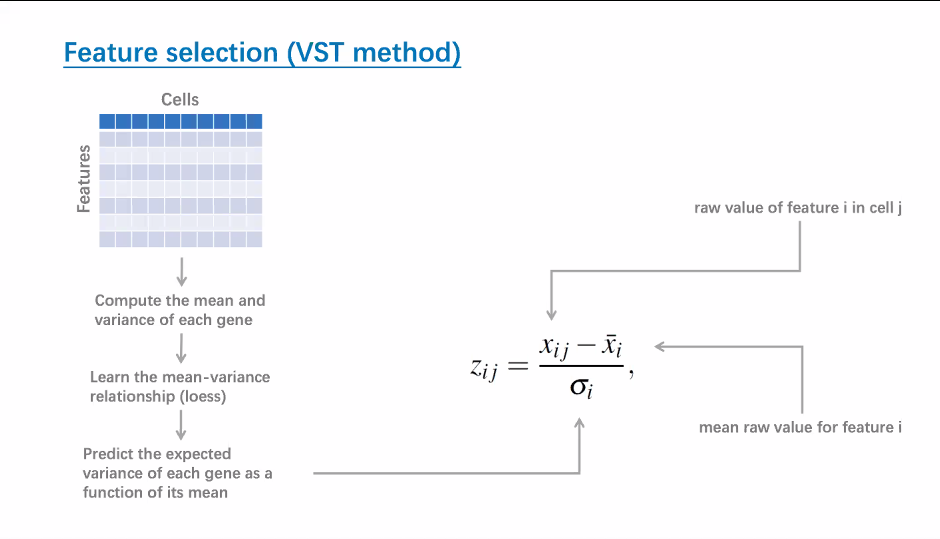 Feature selection (VST method)
Cells
Features
Compute the mean and
variance of each gene
Learn the mean-variance
relationship (loess)
Predict the expected
variance of each gene as a
function of its mean
raw value of feature i in cell j
z_{ij} = \frac{x_{ij} - \bar{x}_i}{σ_i},
mean raw value for feature i